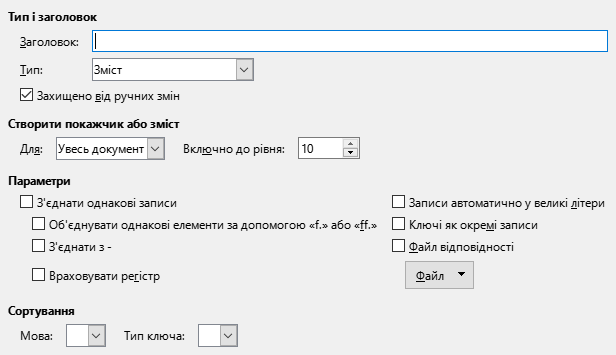 Тип і заголовок
Заголовок:
Тип: Зміст
Захищено від ручних змін
Створити покажчик або зміст
Для: Увесь документ Включно до рівня: 10
Параметри
З'єднати однакові записи Записи автоматично у великі літери
Об'єднувати однакові елементи за допомогою «f.» або «ff.» Ключі як окремі записи
З'єднати з - Файл відповідності
Враховувати регістр Файл
Сортування
Мова: Тип ключа: